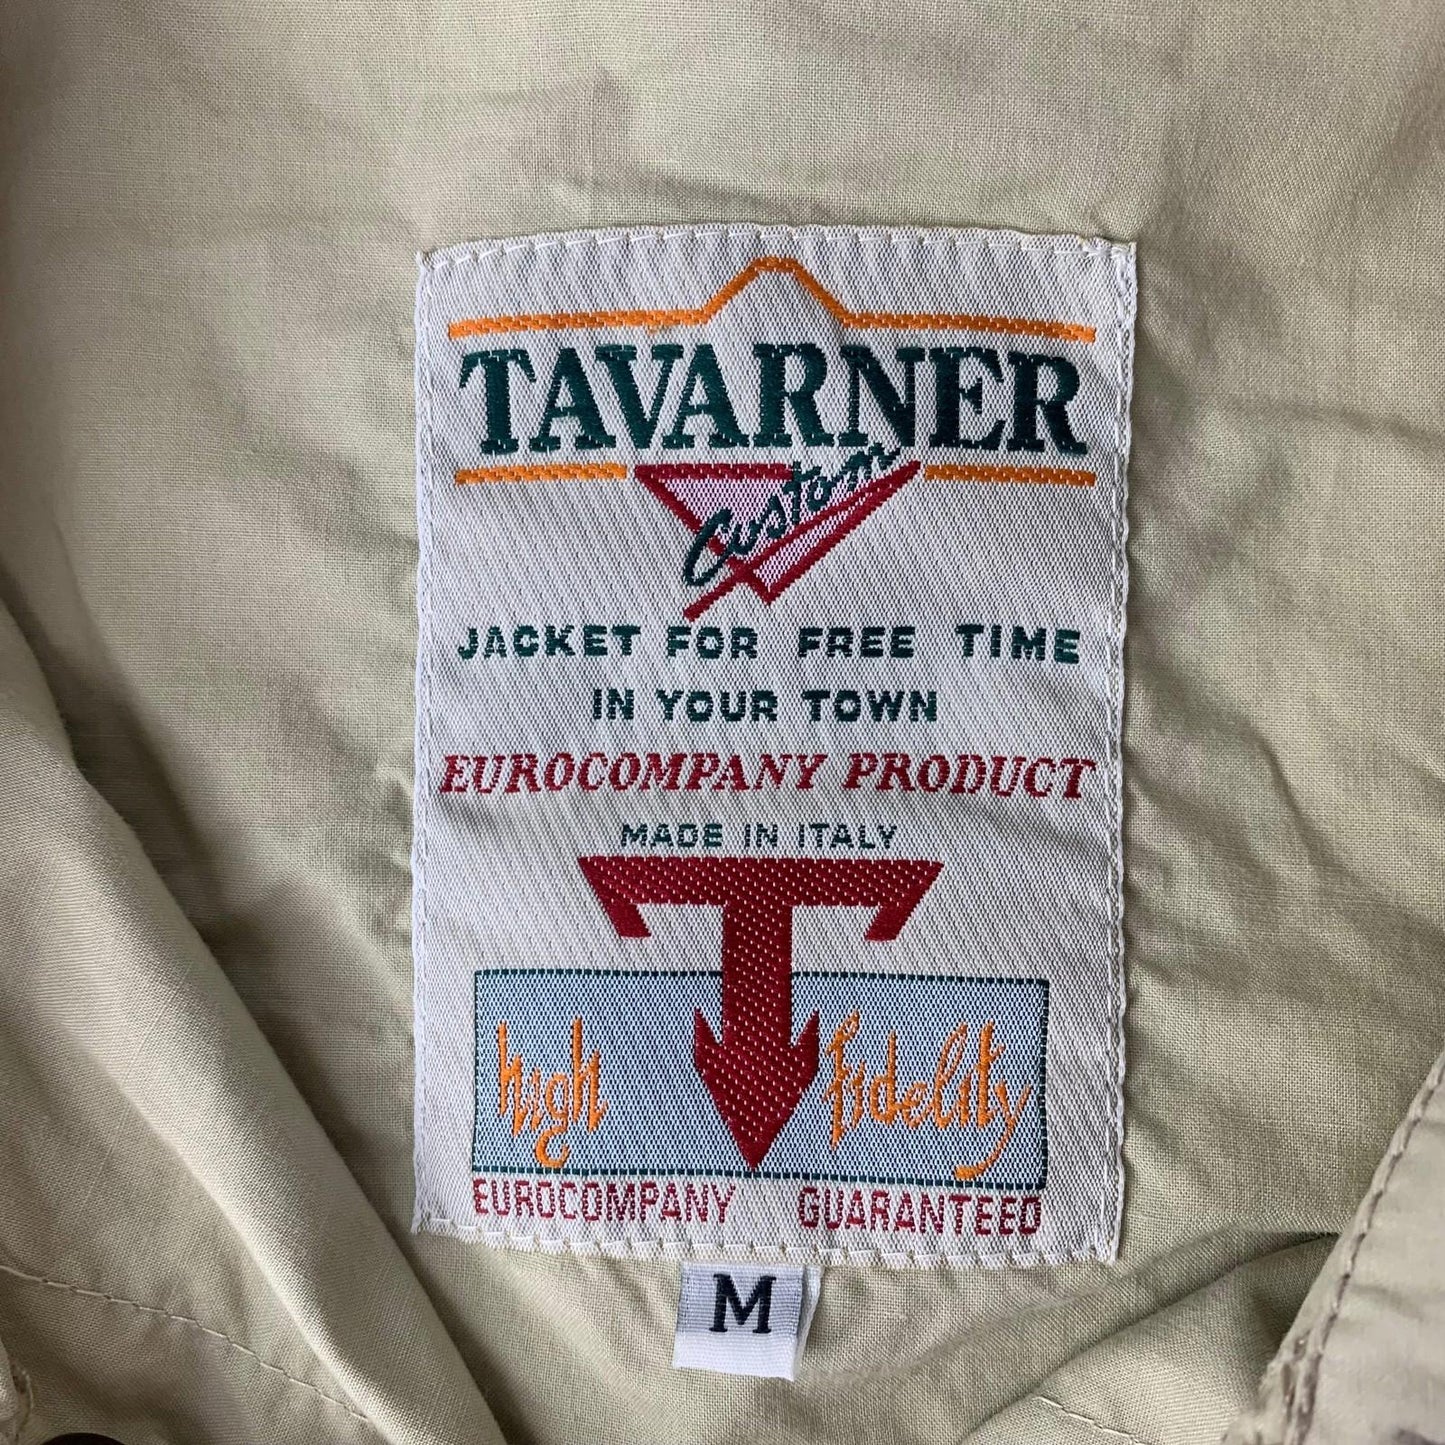 TAVARNER
Custom
JACKET FOR FREE TIME
IN YOUR TOWN
EUROCOMPANY PRODUCT
MADE IN ITALY
high fidelity
EUROCOMPANY GUARANTEED
M